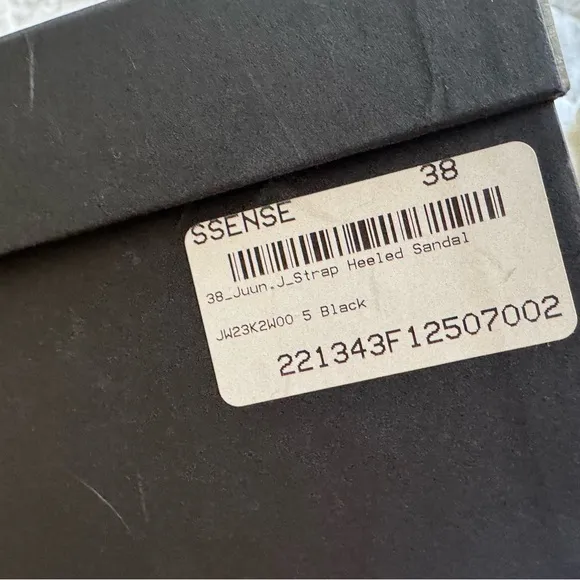 SSENSE 38
38_Juun.J_Strap Heeled Sandal
JW23K2W00 5 Black
221343F12507002